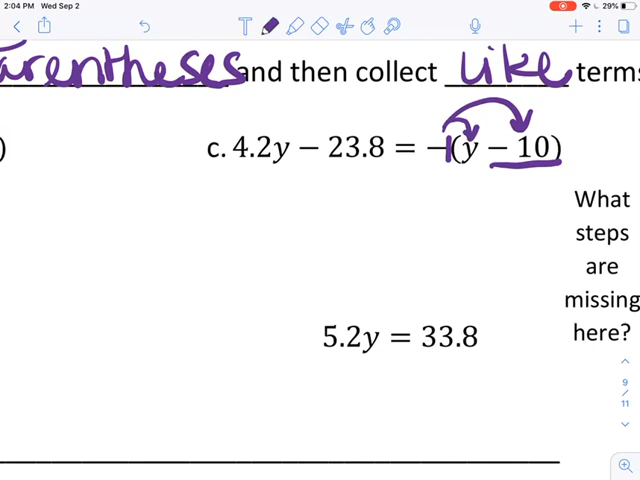 2:04 PM Wed Sep 2 29%
arentheses and then collect like terms
) c. 4.2y − 23.8 = −1(y − 10)
What
steps
are
missing
here?
5.2y = 33.8
9
/
11